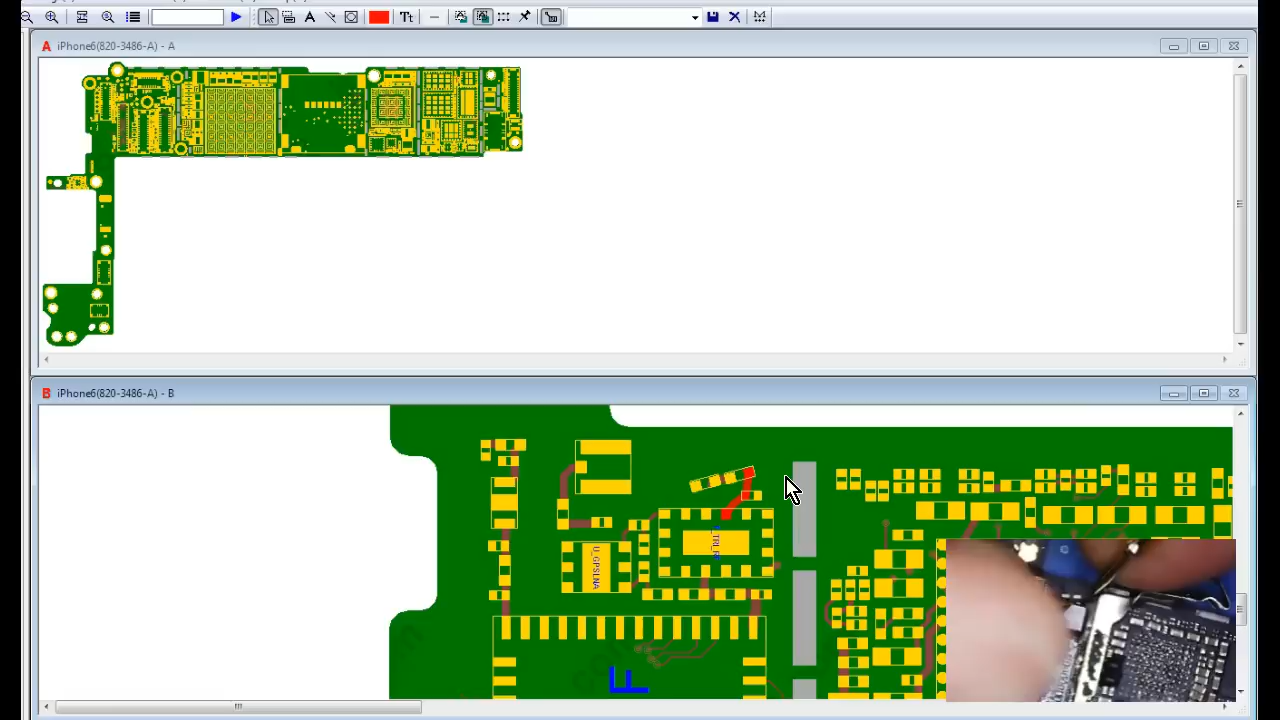 A iPhone6(820-3486-A) - A
B iPhone6(820-3486-A) - B
U_GPSLNA
F